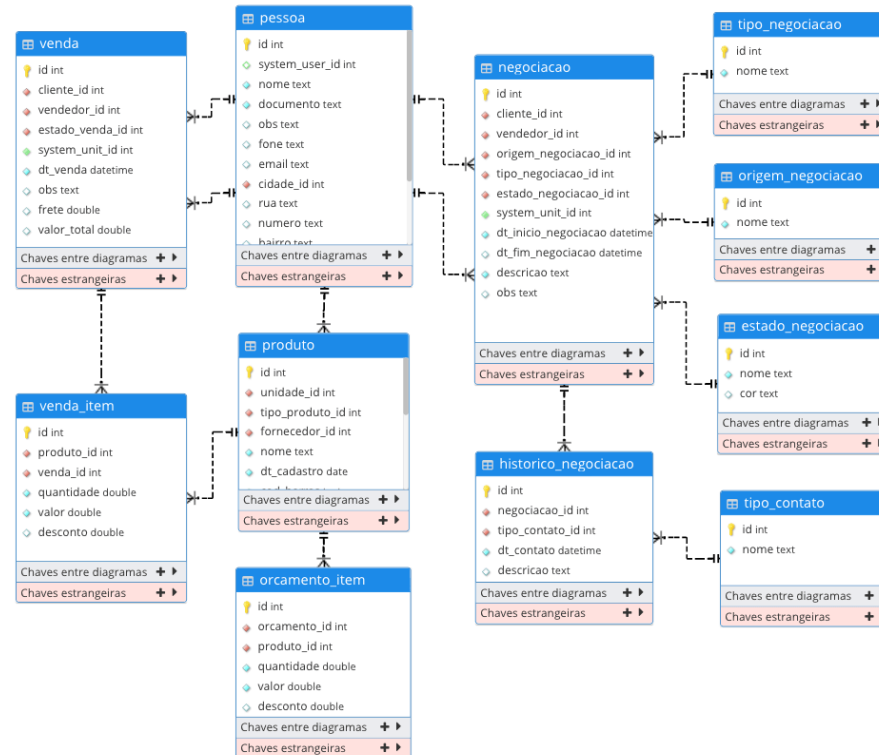 venda
id int
cliente_id int
vendedor_id int
estado_venda_id int
system_unit_id int
dt_venda datetime
obs text
frete double
valor_total double
Chaves entre diagramas
Chaves estrangeiras
pessoa
id int
system_user_id int
nome text
documento text
obs text
fone text
email text
cidade_id int
rua text
numero text
bairro text
Chaves entre diagramas
Chaves estrangeiras
negociacao
id int
cliente_id int
vendedor_id int
origem_negociacao_id int
tipo_negociacao_id int
estado_negociacao_id int
system_unit_id int
dt_inicio_negociacao datetime
dt_fim_negociacao datetime
descricao text
obs text
Chaves entre diagramas
Chaves estrangeiras
tipo_negociacao
id int
nome text
Chaves entre diagramas
Chaves estrangeiras
origem_negociacao
id int
nome text
Chaves entre diagramas
Chaves estrangeiras
estado_negociacao
id int
nome text
cor text
Chaves entre diagramas
Chaves estrangeiras
venda_item
id int
produto_id int
venda_id int
quantidade double
valor double
desconto double
Chaves entre diagramas
Chaves estrangeiras
produto
id int
unidade_id int
tipo_produto_id int
fornecedor_id int
nome text
dt_cadastro date
Chaves entre diagramas
Chaves estrangeiras
historico_negociacao
id int
negociacao_id int
tipo_contato_id int
dt_contato datetime
descricao text
Chaves entre diagramas
Chaves estrangeiras
tipo_contato
id int
nome text
Chaves entre diagramas
Chaves estrangeiras
orcamento_item
id int
orcamento_id int
produto_id int
quantidade double
valor double
desconto double
Chaves entre diagramas
Chaves estrangeiras